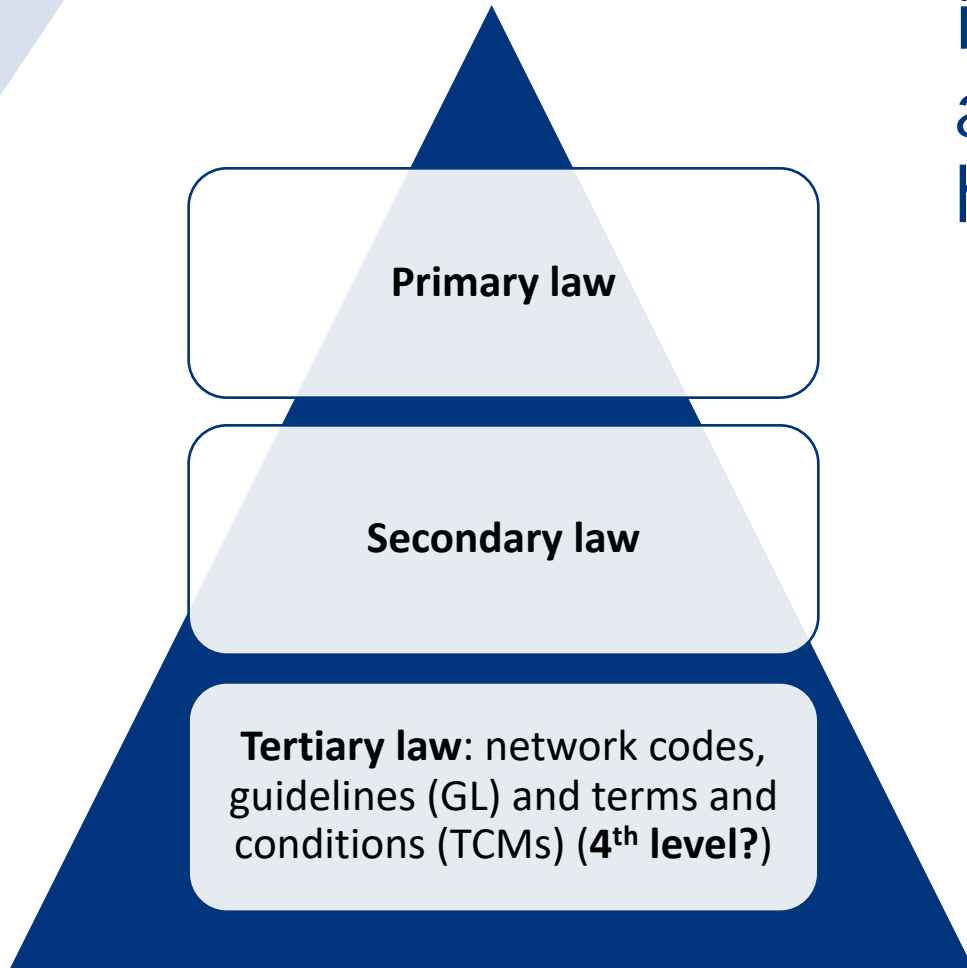 Primary law
Secondary law
Tertiary law: network codes,
guidelines (GL) and terms and
conditions (TCMs) (4th level?)